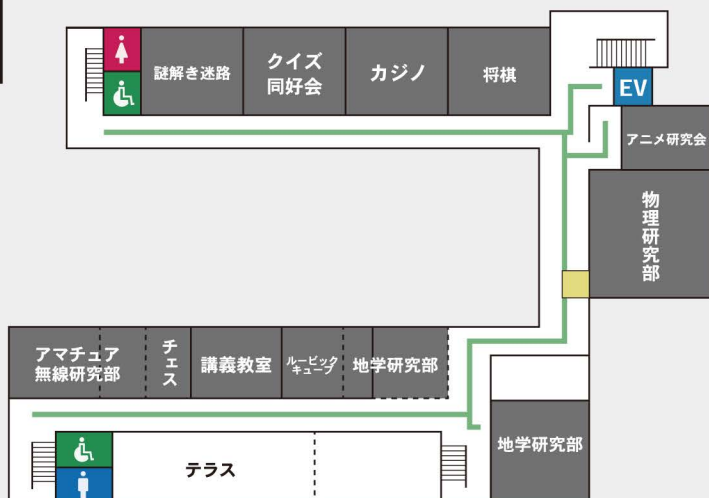 謎解き迷路
クイズ
同好会
カジノ
将棋
EV
アニメ研究会
物理研究部
アマチュア
無線研究部
チェス
講義教室
ルービック
キューブ
地学研究部
地学研究部
テラス